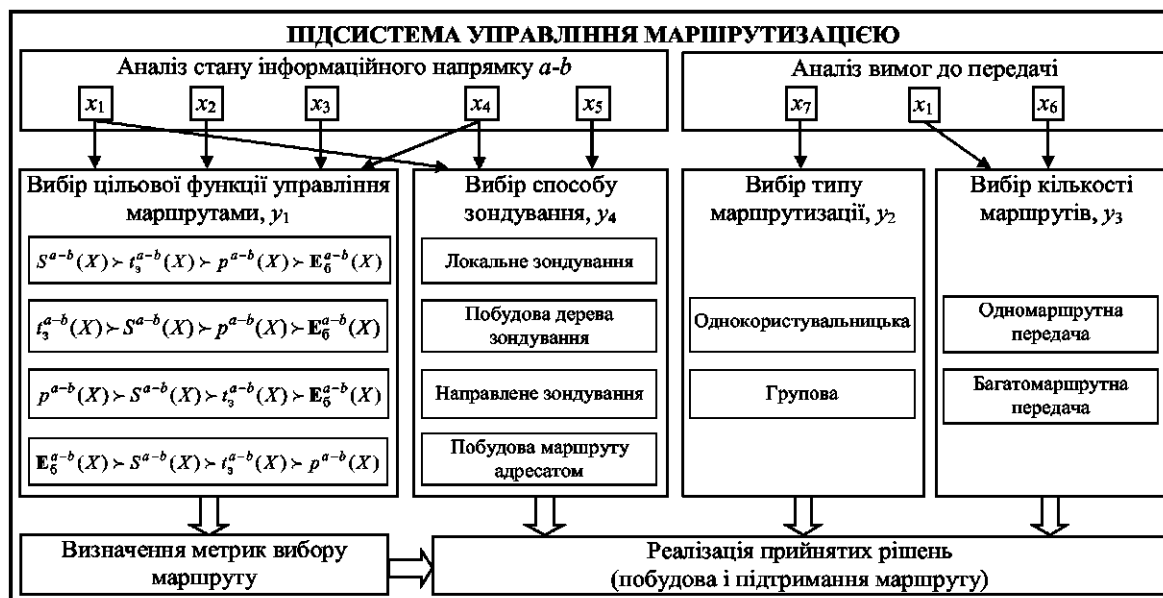 ПІДСИСТЕМА УПРАВЛІННЯ МАРШРУТИЗАЦІЄЮ
Аналіз стану інформаційного напрямку a-b
x₁ x₂ x₃ x₄ x₅
Аналіз вимог до передачі
x₇ x₁ x₆
Вибір цільової функції управління
маршрутами, y₁
S^{a−b}(X) ≻ t_з^{a−b}(X) ≻ p^{a−b}(X) ≻ E_б^{a−b}(X)
t_з^{a−b}(X) ≻ S^{a−b}(X) ≻ p^{a−b}(X) ≻ E_б^{a−b}(X)
p^{a−b}(X) ≻ S^{a−b}(X) ≻ t_з^{a−b}(X) ≻ E_б^{a−b}(X)
E_б^{a−b}(X) ≻ S^{a−b}(X) ≻ t_з^{a−b}(X) ≻ p^{a−b}(X)
Вибір способу
зондування, y₄
Локальне зондування
Побудова дерева
зондування
Направлене зондування
Побудова маршруту
адресатом
Вибір типу
маршрутизації, y₂
Однокористувальницька
Групова
Вибір кількості
маршрутів, y₃
Одномаршрутна
передача
Багатомаршрутна
передача
Визначення метрик вибору
маршруту
Реалізація прийнятих рішень
(побудова і підтримання маршруту)